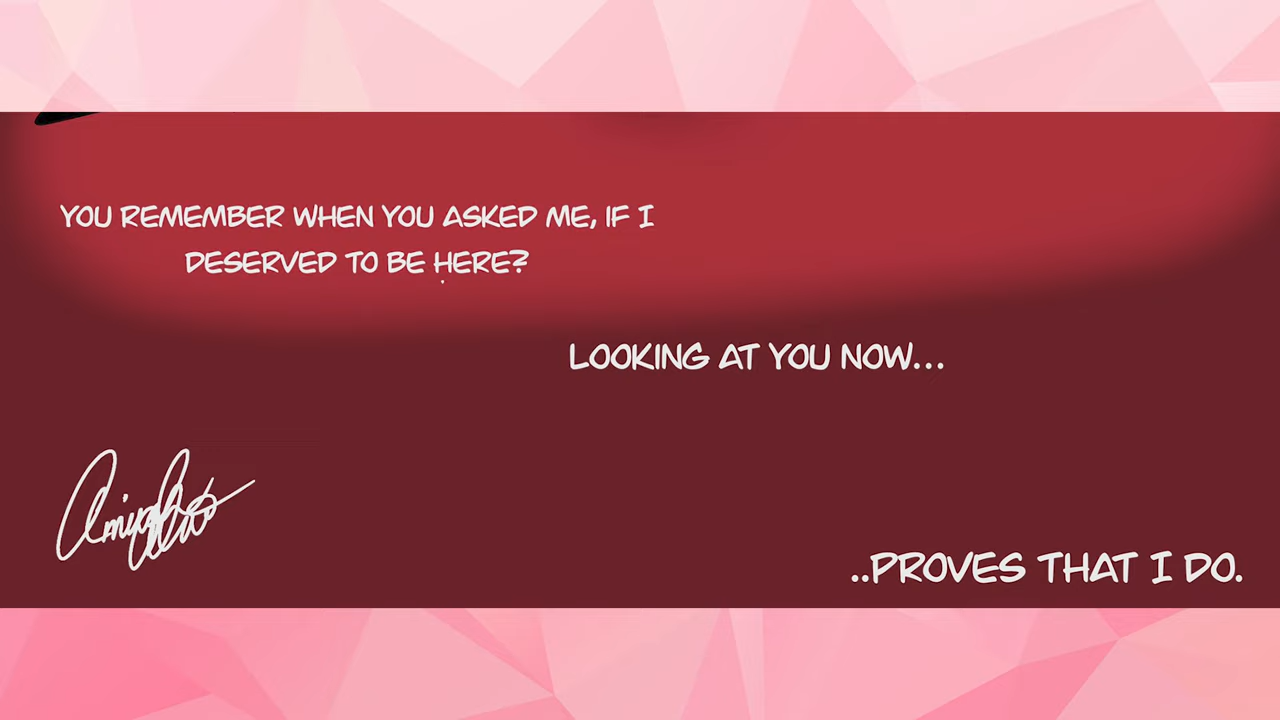 YOU REMEMBER WHEN YOU ASKED ME, IF I
DESERVED TO BE HERE?
LOOKING AT YOU NOW...
..PROVES THAT I DO.